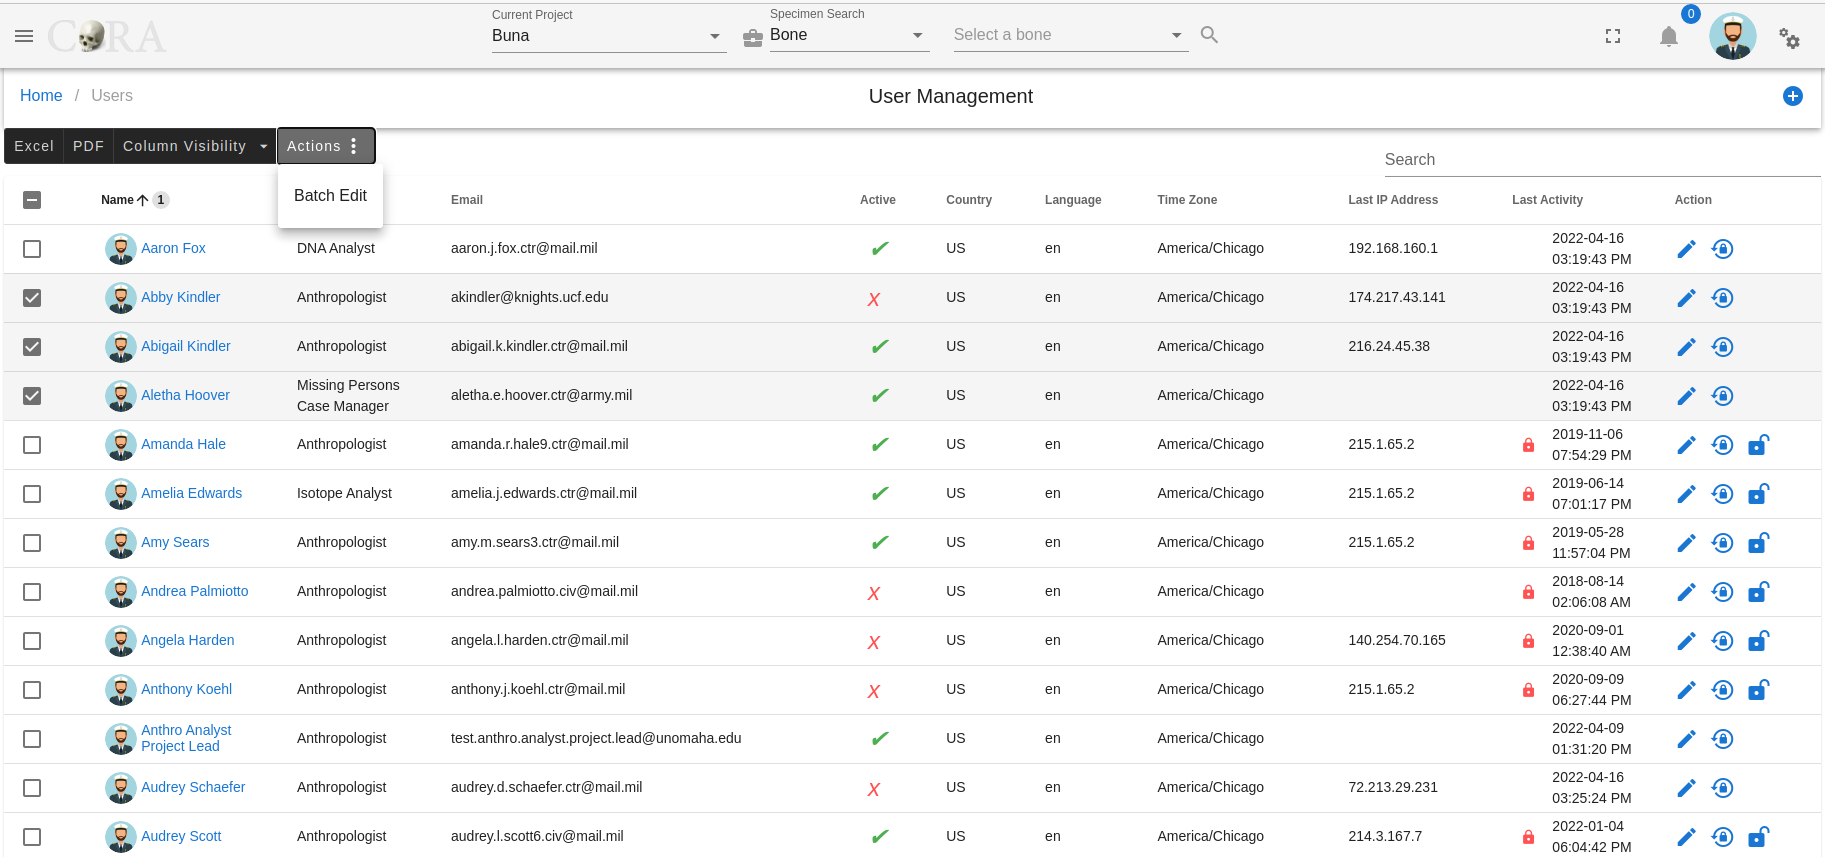 Current Project
Specimen Search
0
CORA
Buna
Bone
Select a bone
Home / Users
User Management
Excel
PDF
Column Visibility
Actions
Search
Batch Edit
Name 1
Email
Active
Country
Language
Time Zone
Last IP Address
Last Activity
Action
Aaron Fox DNA Analyst aaron.j.fox.ctr@mail.mil US en America/Chicago 192.168.160.1 2022-04-16
03:19:43 PM
Abby Kindler Anthropologist akindler@knights.ucf.edu X US en America/Chicago 174.217.43.141 2022-04-16
03:19:43 PM
Abigail Kindler Anthropologist abigail.k.kindler.ctr@mail.mil US en America/Chicago 216.24.45.38 2022-04-16
03:19:43 PM
Aletha Hoover Missing Persons
Case Manager aletha.e.hoover.ctr@army.mil US en America/Chicago 2022-04-16
03:19:43 PM
Amanda Hale Anthropologist amanda.r.hale9.ctr@mail.mil US en America/Chicago 215.1.65.2 2019-11-06
07:54:29 PM
Amelia Edwards Isotope Analyst amelia.j.edwards.ctr@mail.mil US en America/Chicago 215.1.65.2 2019-06-14
07:01:17 PM
Amy Sears Anthropologist amy.m.sears3.ctr@mail.mil US en America/Chicago 215.1.65.2 2019-05-28
11:57:04 PM
Andrea Palmiotto Anthropologist andrea.palmiotto.civ@mail.mil X US en America/Chicago 2018-08-14
02:06:08 AM
Angela Harden Anthropologist angela.l.harden.ctr@mail.mil X US en America/Chicago 140.254.70.165 2020-09-01
12:38:40 AM
Anthony Koehl Anthropologist anthony.j.koehl.ctr@mail.mil X US en America/Chicago 215.1.65.2 2020-09-09
06:27:44 PM
Anthro Analyst
Project Lead Anthropologist test.anthro.analyst.project.lead@unomaha.edu US en America/Chicago 2022-04-09
01:31:20 PM
Audrey Schaefer Anthropologist audrey.d.schaefer.ctr@mail.mil X US en America/Chicago 72.213.29.231 2022-04-16
03:25:24 PM
Audrey Scott Anthropologist audrey.l.scott6.civ@mail.mil US en America/Chicago 214.3.167.7 2022-01-04
06:04:42 PM